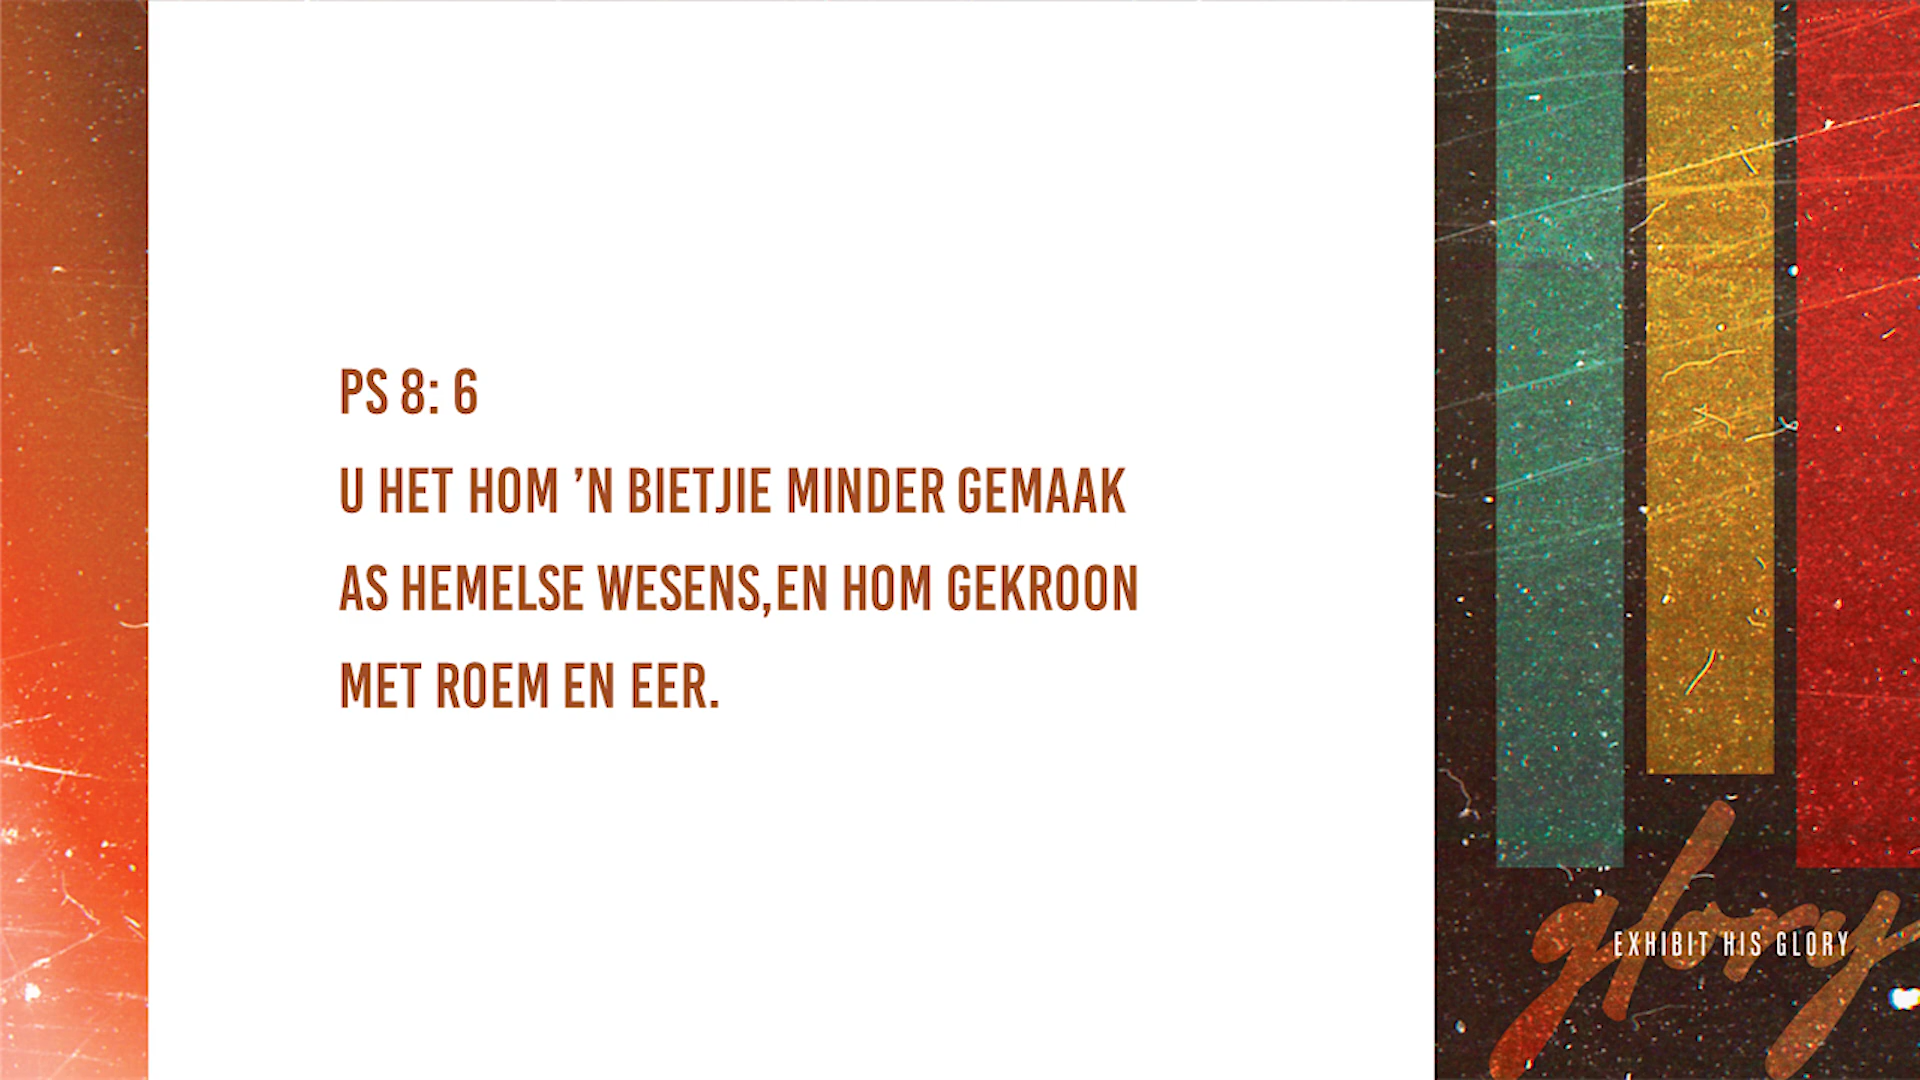 PS 8: 6
U HET HOM ’N BIETJIE MINDER GEMAAK
AS HEMELSE WESENS,EN HOM GEKROON
MET ROEM EN EER.
glory
EXHIBIT HIS GLORY